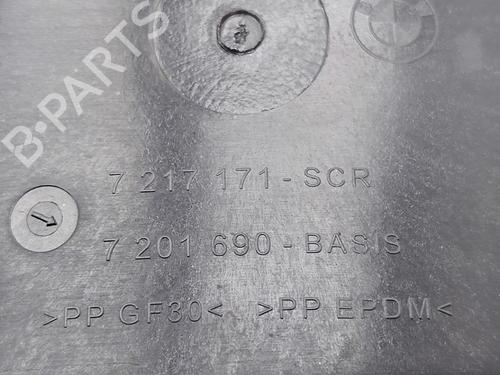 B-PARTS
7 217 171 - SCR
7 201 690 - BASIS
>PP GF30< >PP EPDM<